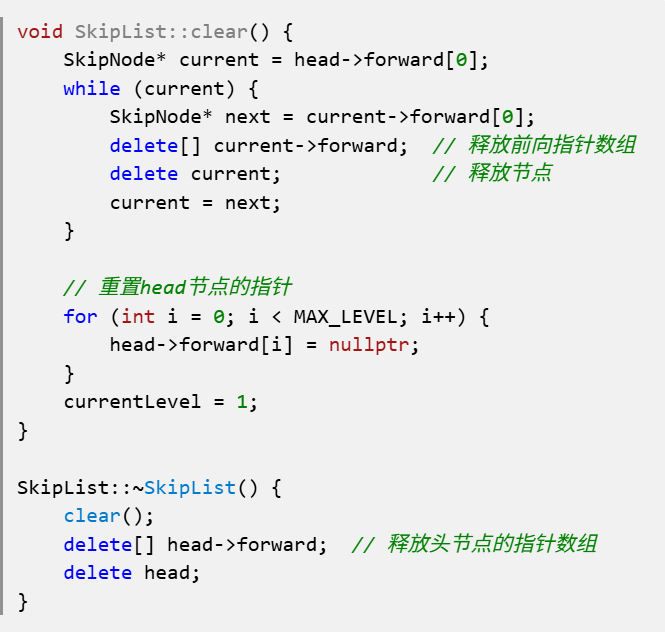 void SkipList::clear() {
    SkipNode* current = head->forward[0];
    while (current) {
        SkipNode* next = current->forward[0];
        delete[] current->forward;  // 释放前向指针数组
        delete current;             // 释放节点
        current = next;
    }

    // 重置head节点的指针
    for (int i = 0; i < MAX_LEVEL; i++) {
        head->forward[i] = nullptr;
    }
    currentLevel = 1;
}

SkipList::~SkipList() {
    clear();
    delete[] head->forward;  // 释放头节点的指针数组
    delete head;
}